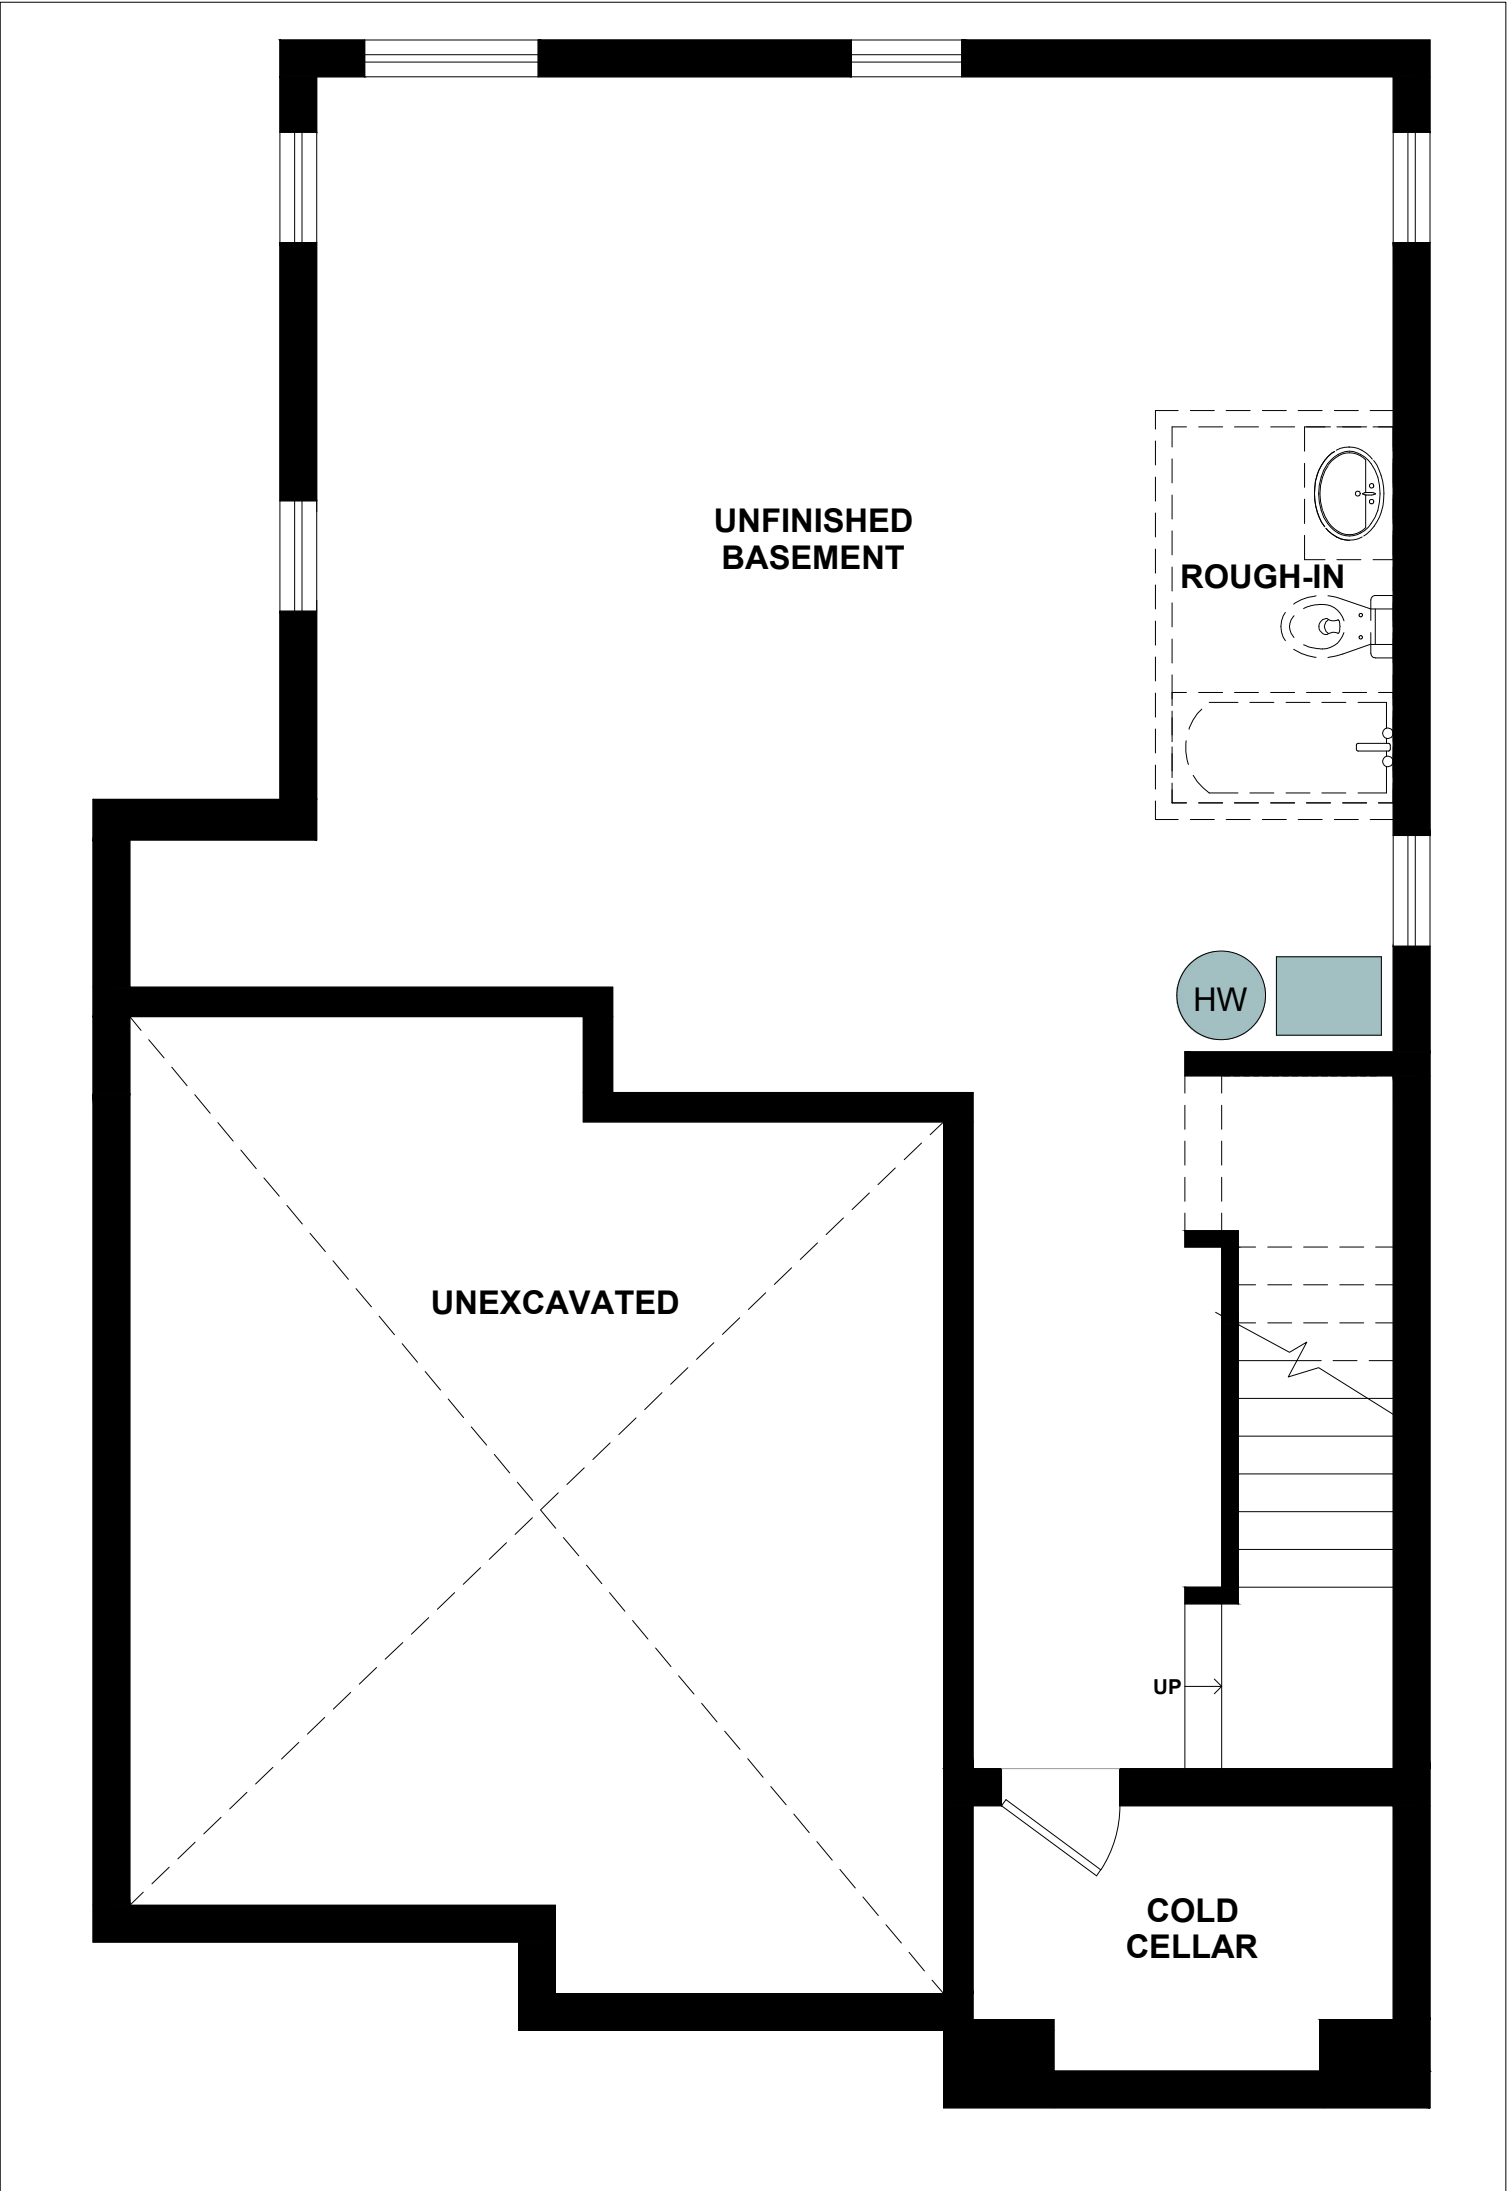 UNFINISHED
BASEMENT
ROUGH-IN
HW
UNEXCAVATED
UP
COLD
CELLAR